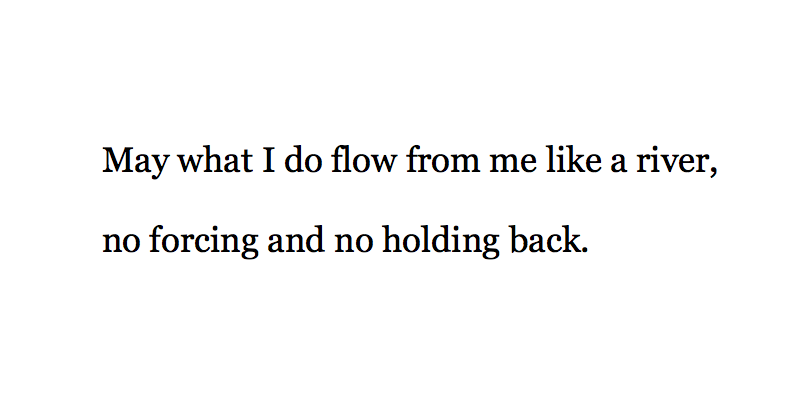 May what I do flow from me like a river,
no forcing and no holding back.